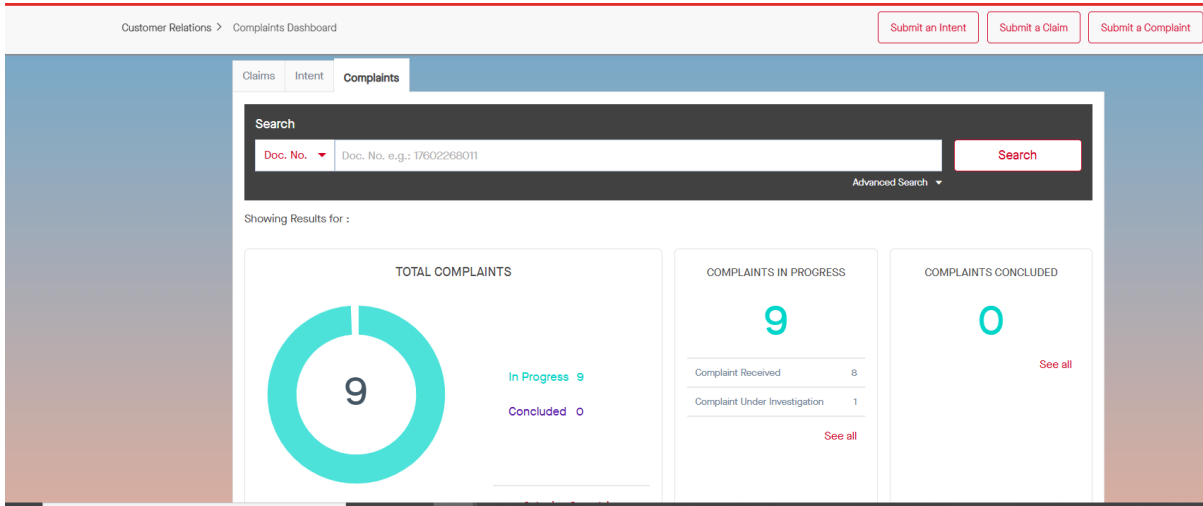 Customer Relations > Complaints Dashboard
Submit an Intent
Submit a Claim
Submit a Complaint
Claims
Intent
Complaints
Search
Doc. No.
Doc. No. e.g.: 17602268011
Search
Advanced Search
Showing Results for :
TOTAL COMPLAINTS
9
In Progress 9
Concluded 0
COMPLAINTS IN PROGRESS
9
Complaint Received 8
Complaint Under Investigation 1
See all
COMPLAINTS CONCLUDED
0
See all